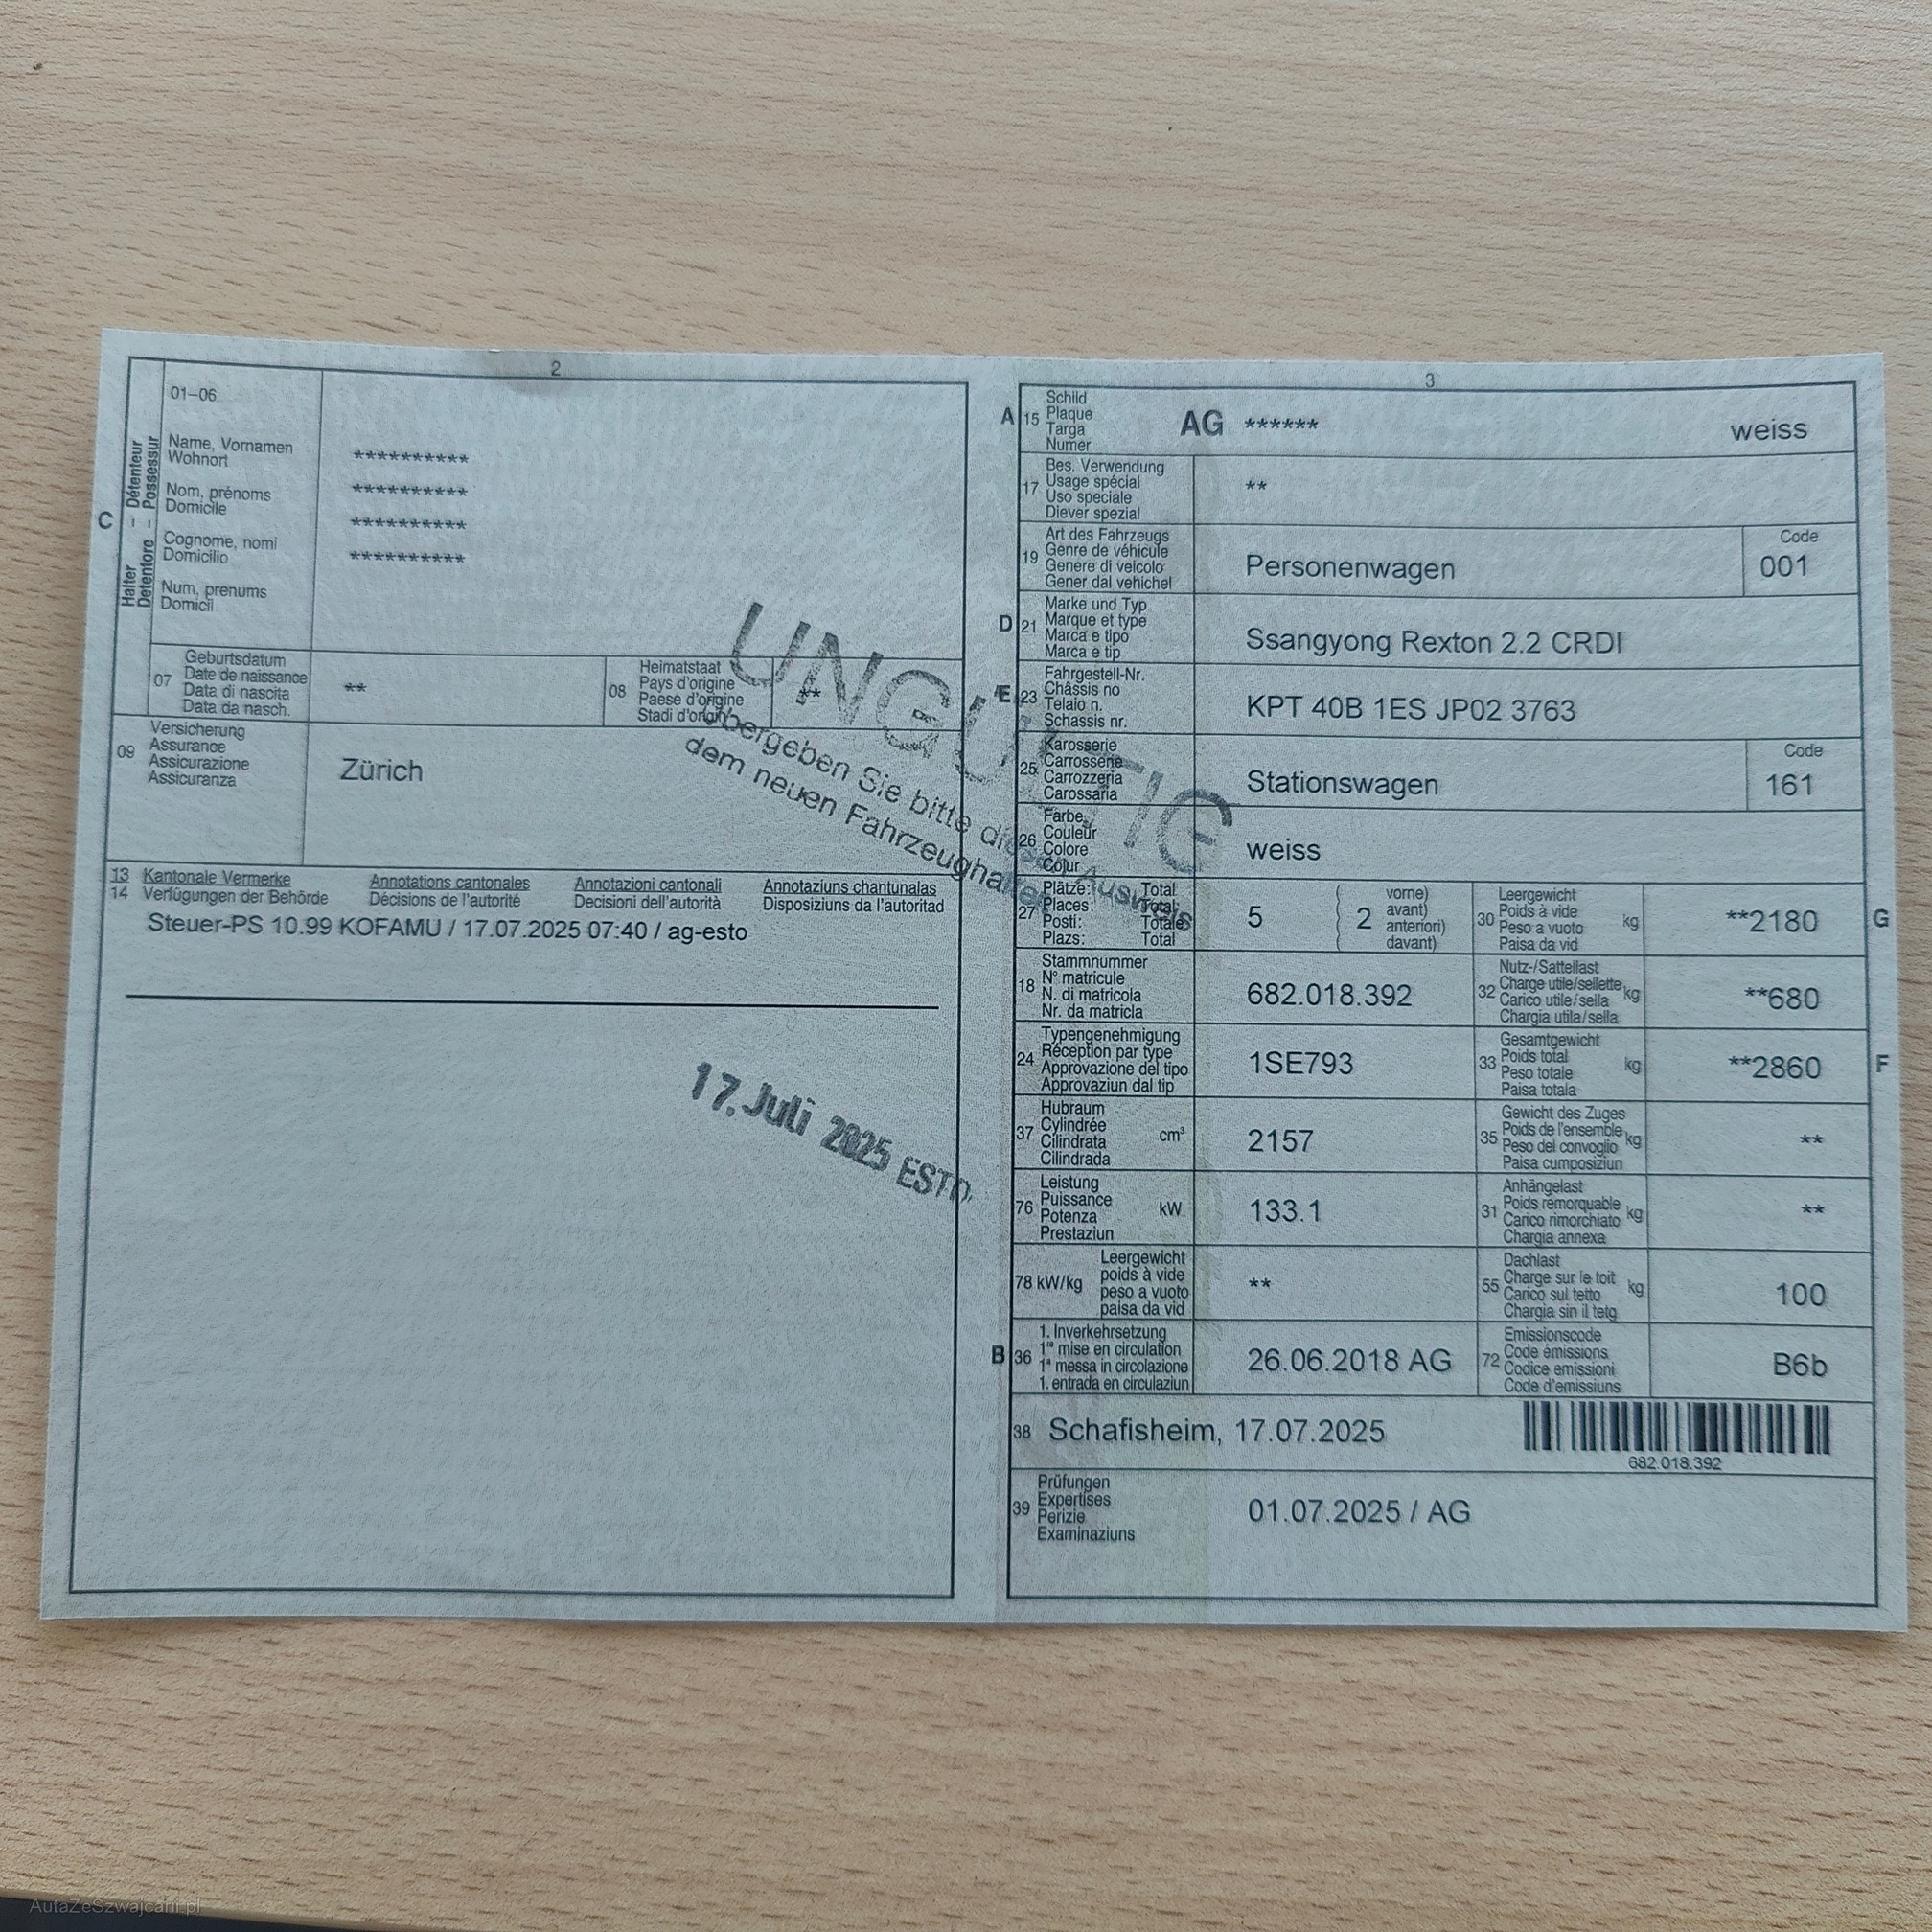 2
01–06
Name, Vornamen
Wohnort
Nom, prénoms
Domicile
Cognome, nomi
Domicilio
Num, prenums
Domicil
C
Halter – Détenteur
Detentore – Possessur
**********
**********
**********
**********
07
Geburtsdatum
Date de naissance
Data di nascita
Data da nasch.
**
08
Heimatstaat
Pays d'origine
Paese d'origine
Stadi d'origin
**
09
Versicherung
Assurance
Assicurazione
Assicuranza
Zürich
UNGÜLTIG
Übergeben Sie bitte diesen Ausweis
dem neuen Fahrzeughalter
13 Kantonale Vermerke Annotations cantonales Annotazioni cantonali Annotaziuns chantunalas
14 Verfügungen der Behörde Décisions de l'autorité Decisioni dell'autorità Disposiziuns da l'autoritad
Steuer-PS 10.99 KOFAMU / 17.07.2025 07:40 / ag-esto
17. Juli 2025 ESTO
3
A 15
Schild
Plaque
Targa
Numer
AG ****** weiss
17
Bes. Verwendung
Usage spécial
Uso speciale
Diever spezial
**
19
Art des Fahrzeugs
Genre de véhicule
Genere di veicolo
Gener dal vehichel
Personenwagen
Code
001
D 21
Marke und Typ
Marque et type
Marca e tipo
Marca e tip
Ssangyong Rexton 2.2 CRDI
E 23
Fahrgestell-Nr.
Châssis no
Telaio n.
Schassis nr.
KPT 40B 1ES JP02 3763
25
Karosserie
Carrosserie
Carrozzeria
Carossaria
Stationswagen
Code
161
26
Farbe
Couleur
Colore
Colur
weiss
27
Plätze: Total
Places: Total
Posti: Totale
Plazs: Total
5
2
vorne)
avant)
anteriori)
davant)
30
Leergewicht
Poids à vide
Peso a vuoto
Paisa da vid
kg
**2180
G
18
Stammnummer
N° matricule
N. di matricola
Nr. da matricla
682.018.392
32
Nutz-/Sattellast
Charge utile/sellette
Carico utile/sella
Chargia utila/sella
kg
**680
24
Typengenehmigung
Réception par type
Approvazione del tipo
Approvaziun dal tip
1SE793
33
Gesamtgewicht
Poids total
Peso totale
Paisa totala
kg
**2860
F
37
Hubraum
Cylindrée
Cilindrata
Cilindrada
cm³
2157
35
Gewicht des Zuges
Poids de l'ensemble
Peso del convoglio
Paisa cumposiziun
kg
**
76
Leistung
Puissance
Potenza
Prestaziun
kW
133.1
31
Anhängelast
Poids remorquable
Carico rimorchiato
Chargia annexa
kg
**
78 kW/kg
Leergewicht
poids à vide
peso a vuoto
paisa da vid
**
55
Dachlast
Charge sur le toit
Carico sul tetto
Chargia sin il tetg
kg
100
B 36
1. Inverkehrsetzung
1re mise en circulation
1a messa in circolazione
1. entrada en circulaziun
26.06.2018 AG
72
Emissionscode
Code émissions
Codice emissioni
Code d'emissiuns
B6b
38
Schafisheim, 17.07.2025
682.018.392
39
Prüfungen
Expertises
Perizie
Examinaziuns
01.07.2025 / AG
AutaZeSzwajcarii.pl